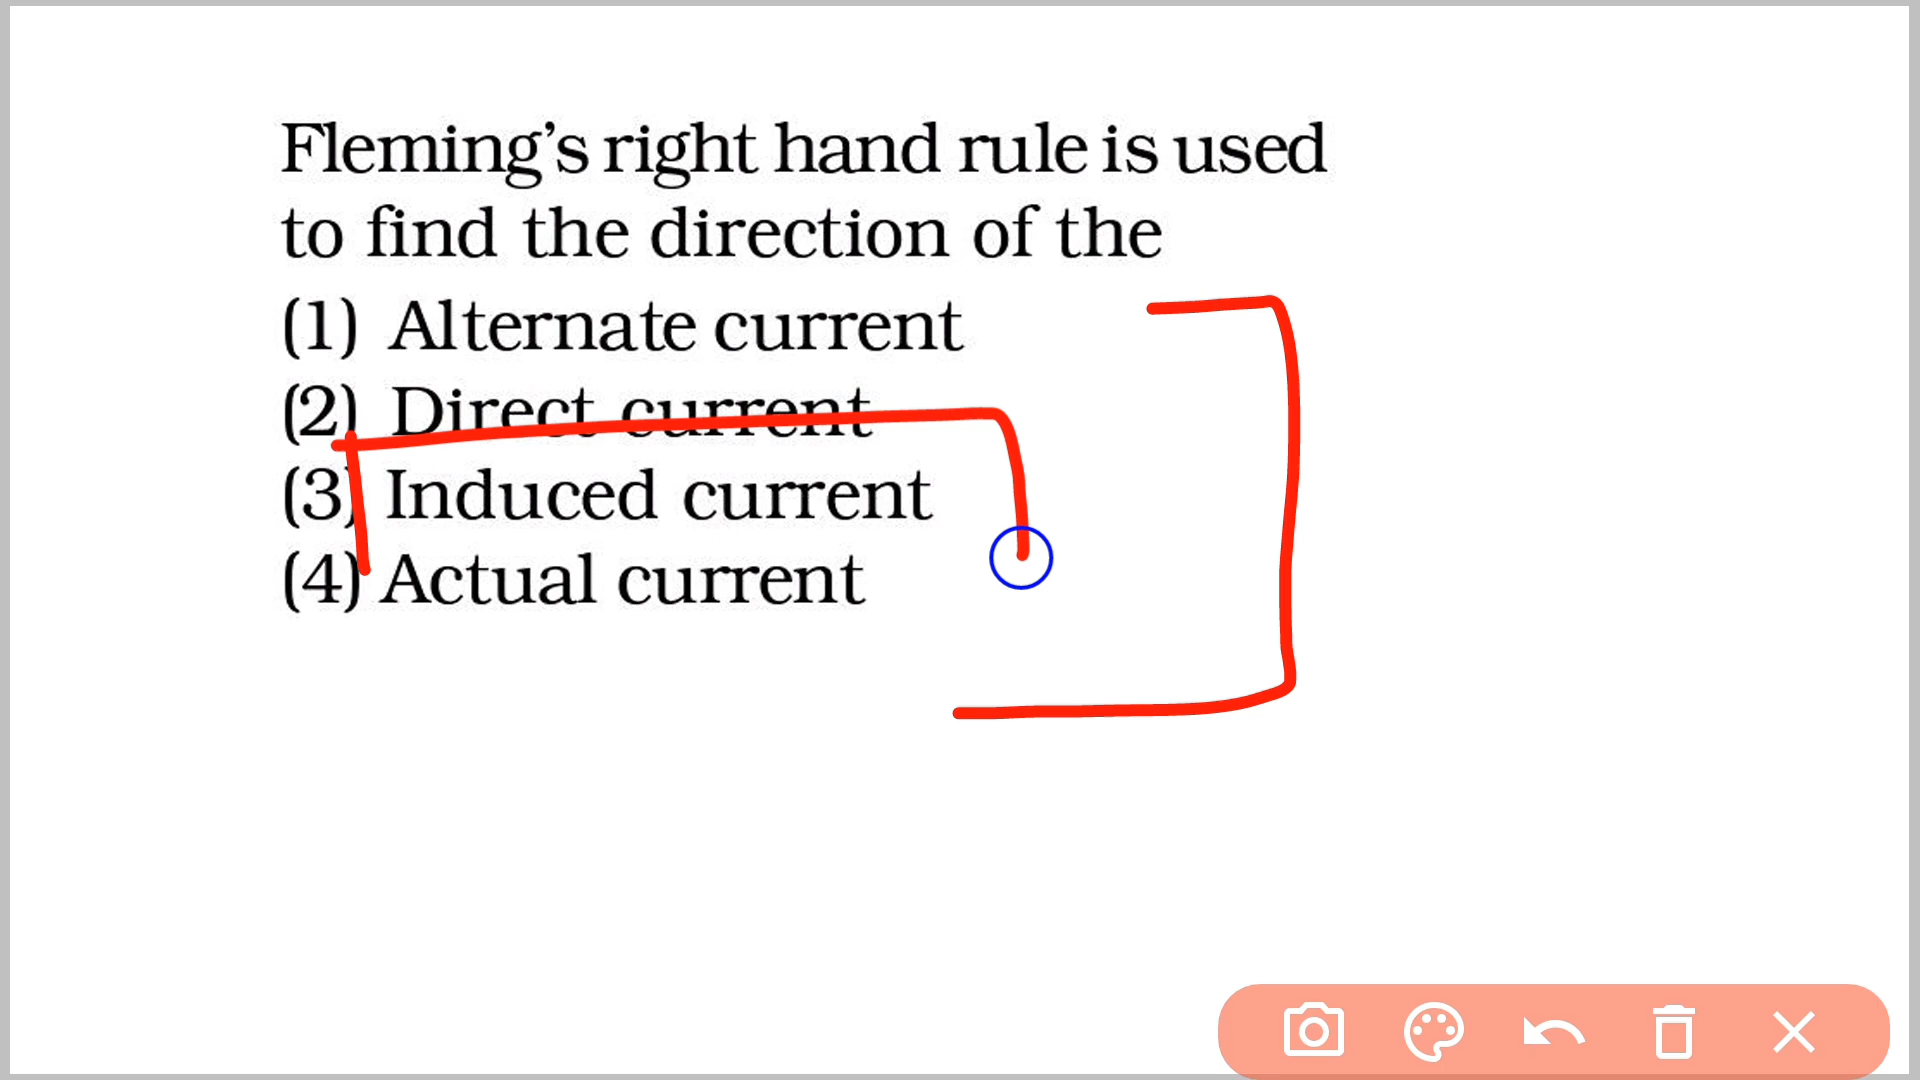 Fleming’s right hand rule is used
to find the direction of the
(1) Alternate current
(2) Direct current
(3) Induced current
(4) Actual current